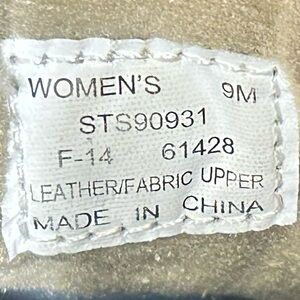 WOMEN'S 9M
STS90931
F-14 61428
LEATHER/FABRIC UPPER
MADE IN CHINA